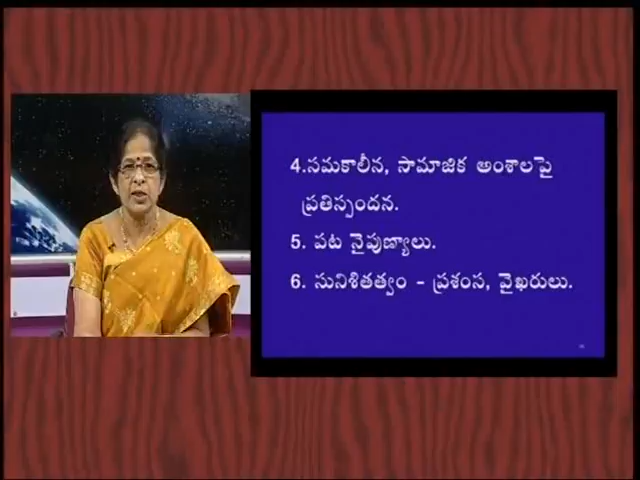 4.సమకాలీన, సామాజిక అంశాలపై
ప్రతిస్పందన.
5. పట నైపుణ్యాలు.
6. సునిశితత్వం - ప్రశంస, వైఖరులు.